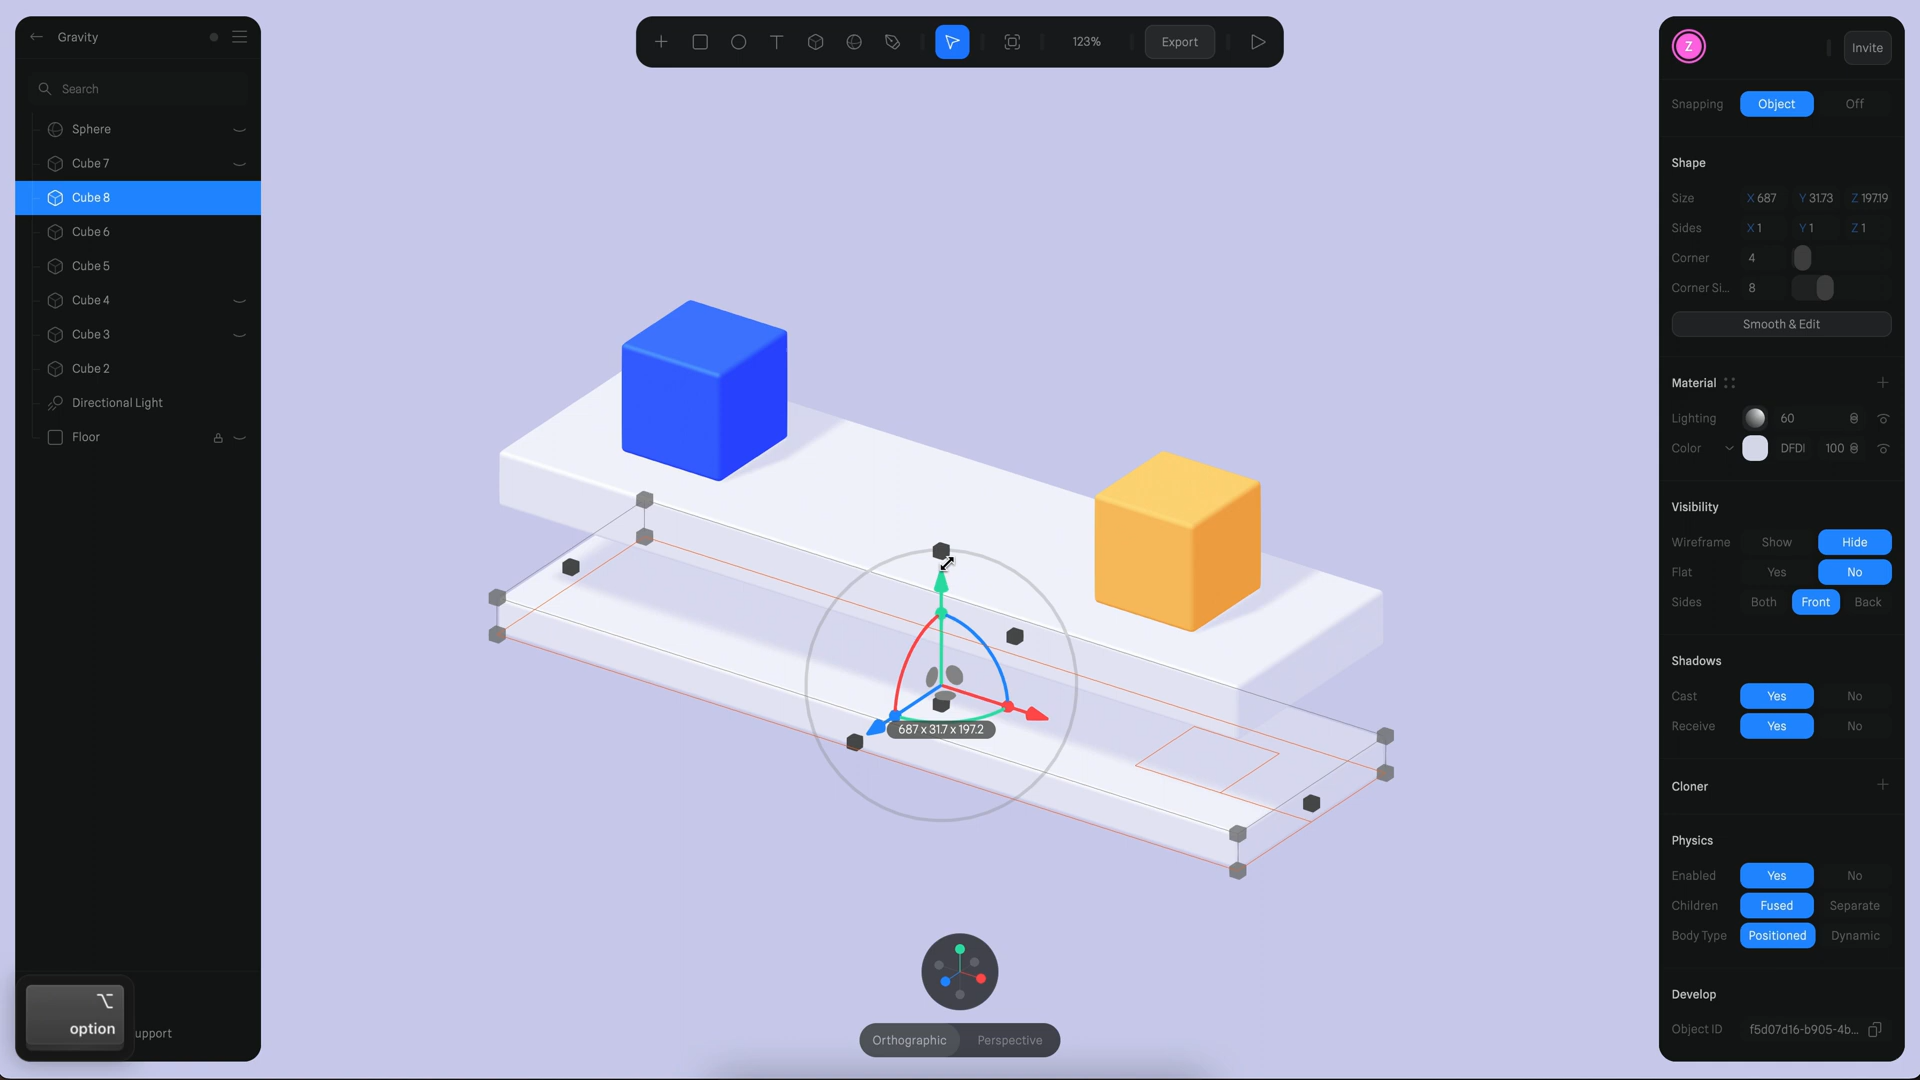 Gravity
Search
Sphere
Cube 7
Cube 8
Cube 6
Cube 5
Cube 4
Cube 3
Cube 2
Directional Light
Floor
option
upport
123%
Export
687 x 31.7 x 197.2
Orthographic Perspective
Z
Invite
Snapping Object Off
Shape
Size X 687 Y 31.73 Z 197.19
Sides X 1 Y 1 Z 1
Corner 4
Corner Si... 8
Smooth & Edit
Material
Lighting 60
Color DFDI 100
Visibility
Wireframe Show Hide
Flat Yes No
Sides Both Front Back
Shadows
Cast Yes No
Receive Yes No
Cloner
Physics
Enabled Yes No
Children Fused Separate
Body Type Positioned Dynamic
Develop
Object ID f5d07d16-b905-4b...